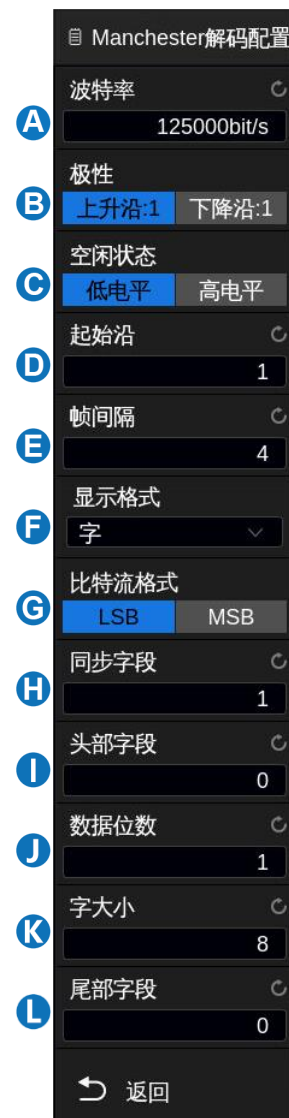 Manchester解码配置
波特率
A
125000bit/s
极性
B
上升沿:1 下降沿:1
空闲状态
C
低电平 高电平
起始沿
D
1
帧间隔
E
4
显示格式
F
字
比特流格式
G
LSB MSB
同步字段
H
1
头部字段
I
0
数据位数
J
1
字大小
K
8
尾部字段
L
0
返回